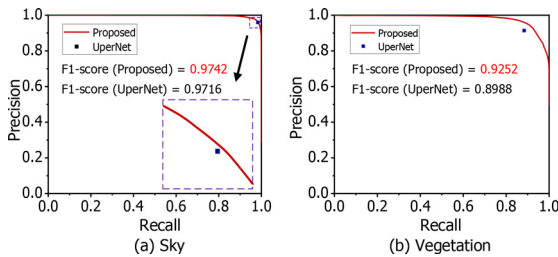 1.0
0.8
0.6
0.4
0.2
0.0
Precision
Proposed
UperNet
F1-score (Proposed) = 0.9742
F1-score (UperNet) = 0.9716
0.0 0.2 0.4 0.6 0.8 1.0
Recall
(a) Sky
1.0
0.8
0.6
0.4
0.2
0.0
Precision
Proposed
UperNet
F1-score (Proposed) = 0.9252
F1-score (UperNet) = 0.8988
0.0 0.2 0.4 0.6 0.8 1.0
Recall
(b) Vegetation